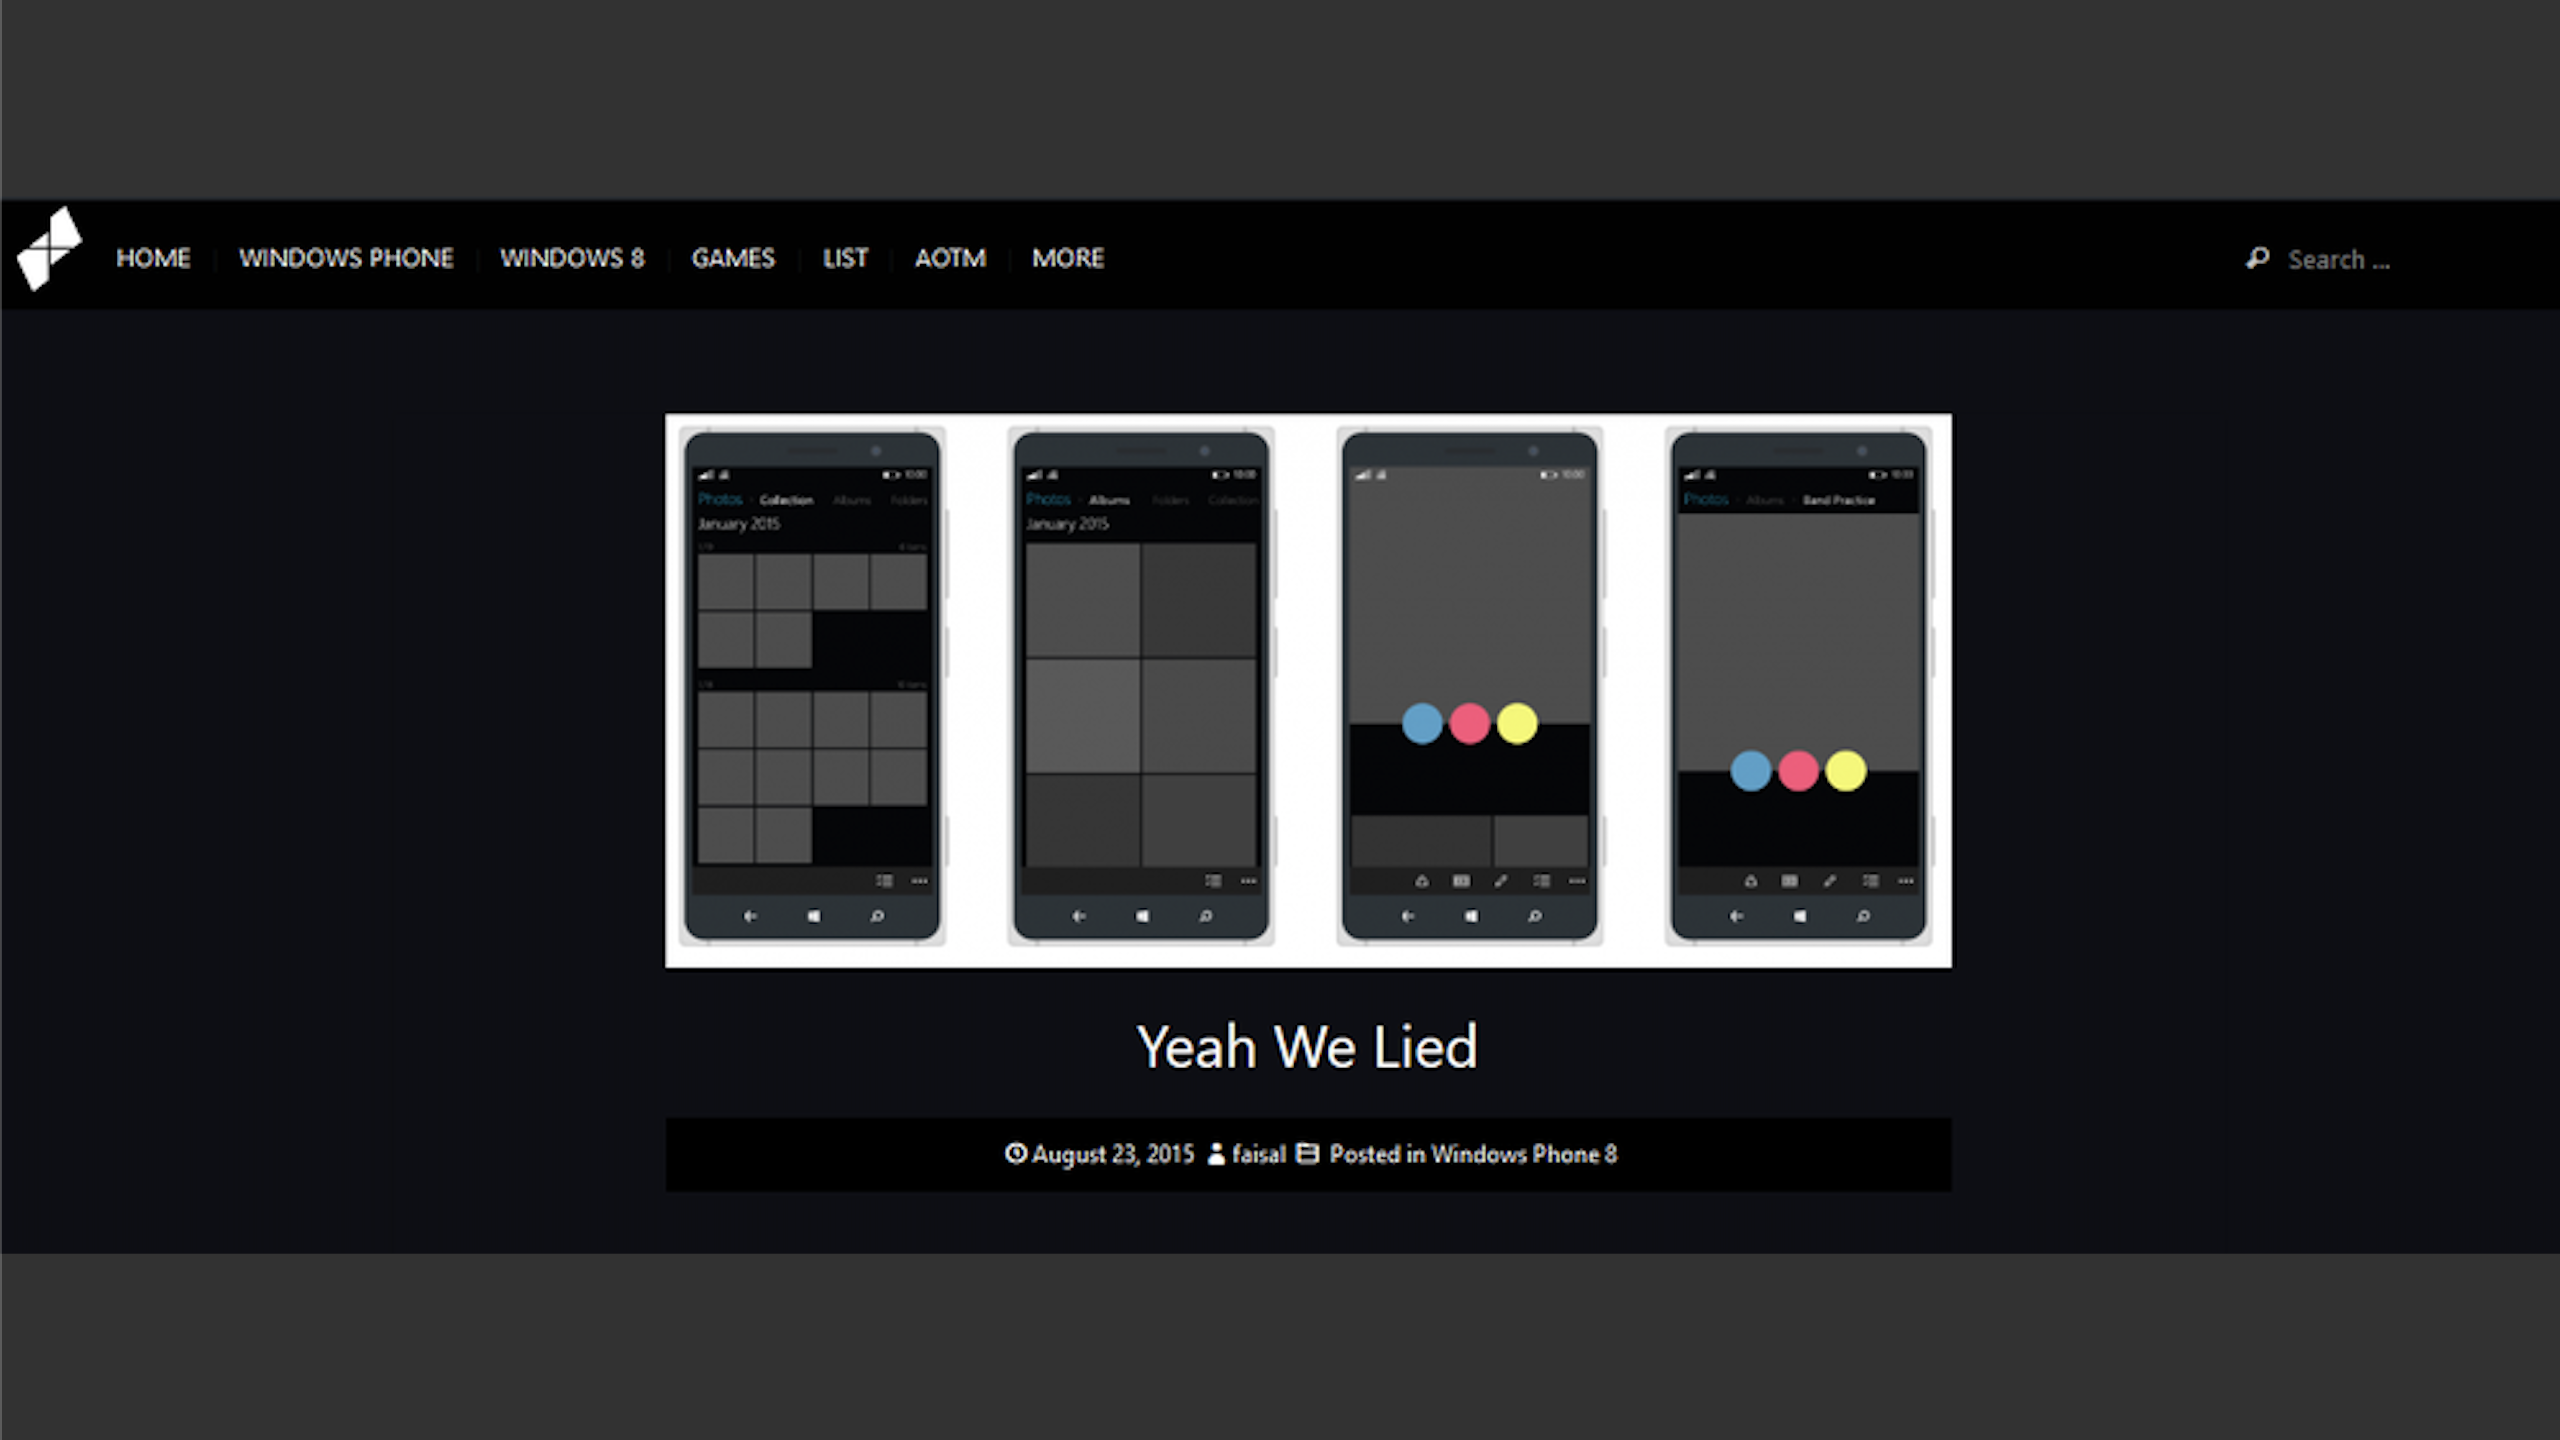 HOME WINDOWS PHONE WINDOWS 8 GAMES LIST AOTM MORE Search ...
Photos Collection Albums Folders
January 2015
Photos Albums Folders Collection
January 2015
Photos Albums Band Practice
Yeah We Lied
August 23, 2015 faisal Posted in Windows Phone 8